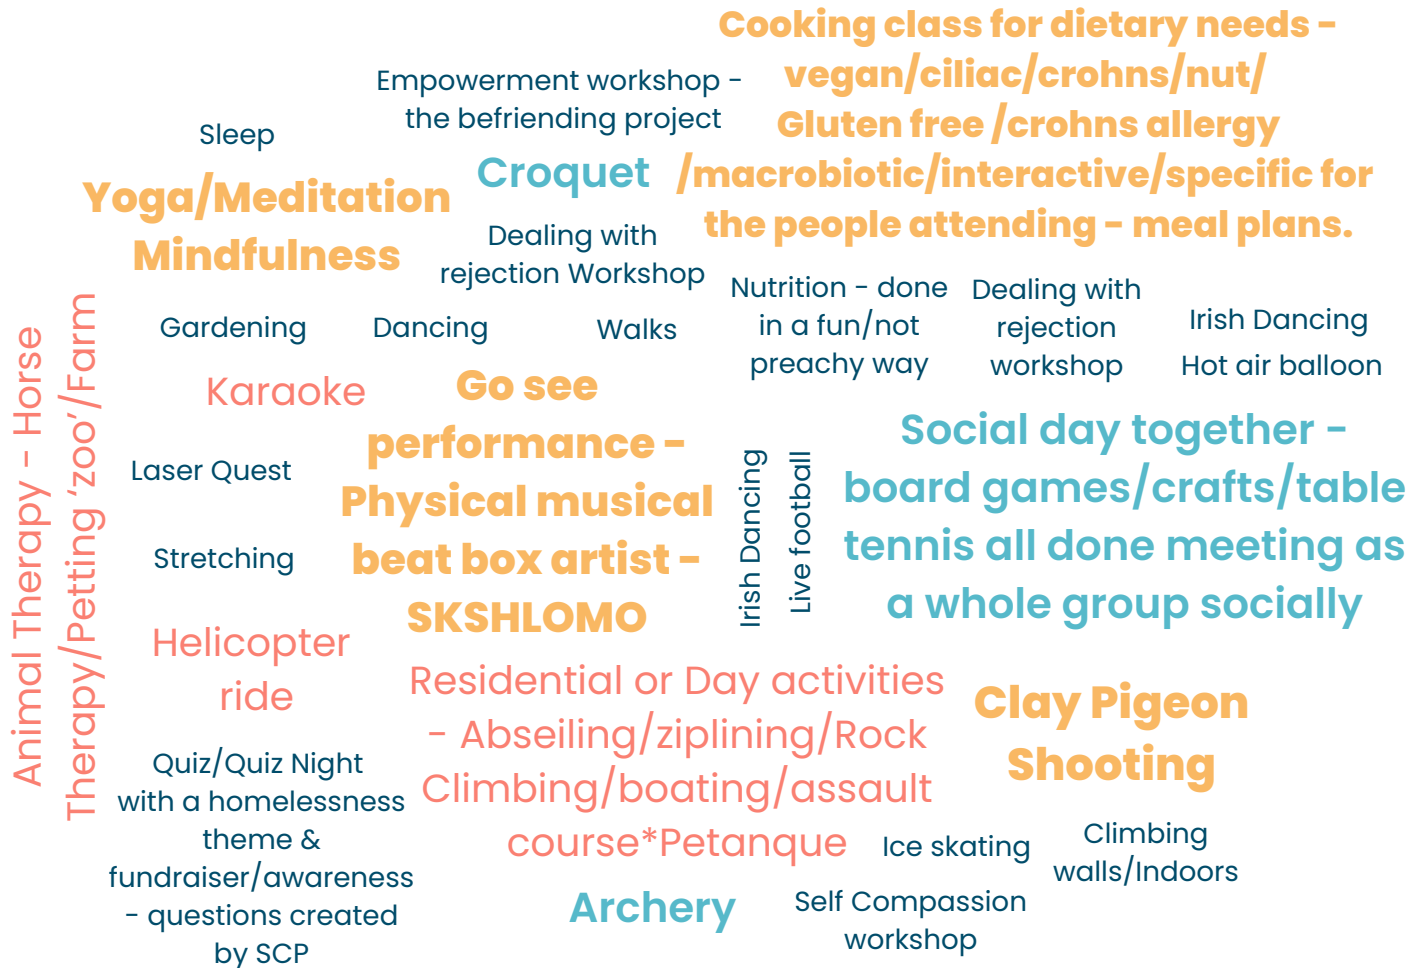 Cooking class for dietary needs -
vegan/ciliac/crohns/nut/
Gluten free /crohns allergy
/macrobiotic/interactive/specific for
the people attending - meal plans.
Empowerment workshop -
the befriending project
Sleep
Croquet
Yoga/Meditation
Mindfulness
Dealing with
rejection Workshop
Nutrition - done
in a fun/not
preachy way
Dealing with
rejection
workshop
Irish Dancing
Hot air balloon
Gardening
Dancing
Walks
Animal Therapy - Horse
Therapy/Petting ‘zoo’/Farm
Karaoke
Go see
performance -
Physical musical
beat box artist -
SKSHLOMO
Laser Quest
Stretching
Irish Dancing
Live football
Social day together -
board games/crafts/table
tennis all done meeting as
a whole group socially
Helicopter
ride
Residential or Day activities
- Abseiling/ziplining/Rock
Climbing/boating/assault
course*Petanque
Clay Pigeon
Shooting
Quiz/Quiz Night
with a homelessness
theme &
fundraiser/awareness
- questions created
by SCP
Ice skating
Climbing
walls/Indoors
Archery
Self Compassion
workshop